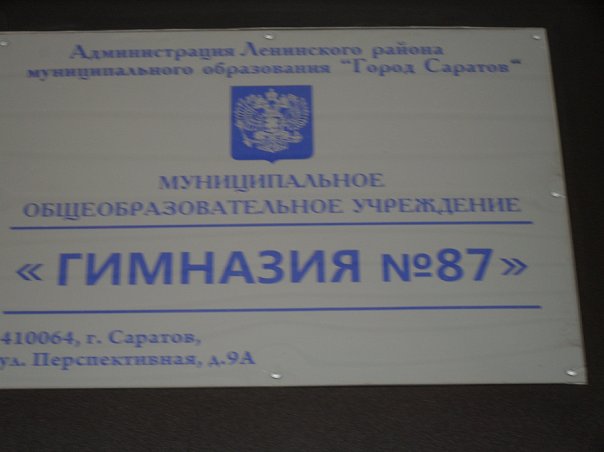 Администрация Ленинского района
муниципального образования "Город Саратов"
МУНИЦИПАЛЬНОЕ
ОБЩЕОБРАЗОВАТЕЛЬНОЕ УЧРЕЖДЕНИЕ
« ГИМНАЗИЯ №87»
410064, г. Саратов,
ул. Перспективная, д.9А